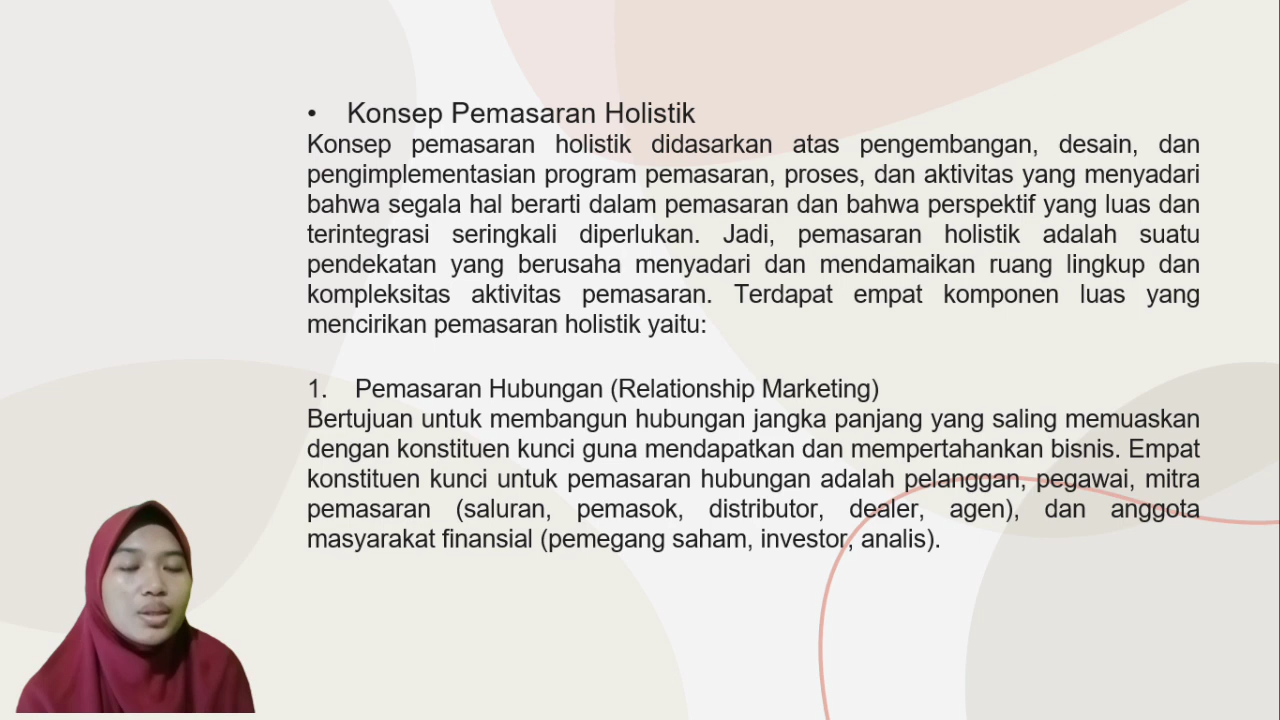 • Konsep Pemasaran Holistik
Konsep pemasaran holistik didasarkan atas pengembangan, desain, dan
pengimplementasian program pemasaran, proses, dan aktivitas yang menyadari
bahwa segala hal berarti dalam pemasaran dan bahwa perspektif yang luas dan
terintegrasi seringkali diperlukan. Jadi, pemasaran holistik adalah suatu
pendekatan yang berusaha menyadari dan mendamaikan ruang lingkup dan
kompleksitas aktivitas pemasaran. Terdapat empat komponen luas yang
mencirikan pemasaran holistik yaitu:
1. Pemasaran Hubungan (Relationship Marketing)
Bertujuan untuk membangun hubungan jangka panjang yang saling memuaskan
dengan konstituen kunci guna mendapatkan dan mempertahankan bisnis. Empat
konstituen kunci untuk pemasaran hubungan adalah pelanggan, pegawai, mitra
pemasaran (saluran, pemasok, distributor, dealer, agen), dan anggota
masyarakat finansial (pemegang saham, investor, analis).